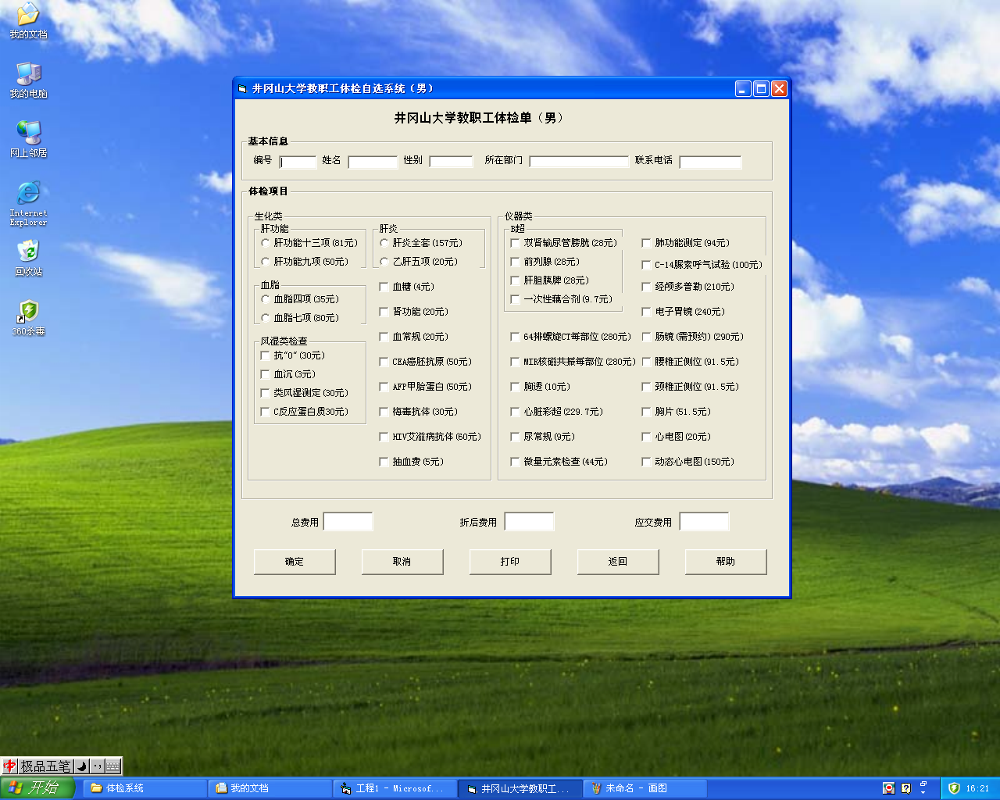 我的文档
我的电脑
网上邻居
Internet
Explorer
回收站
360杀毒
井冈山大学教职工体检自选系统（男）
井冈山大学教职工体检单（男）
基本信息
编号 姓名 性别 所在部门 联系电话
体检项目
生化类
肝功能
肝功能十三项(81元)
肝功能九项(50元)
血脂
血脂四项(35元)
血脂七项(80元)
风湿类检查
抗"O"(30元)
血沉(3元)
类风湿测定(30元)
C反应蛋白质30元)
肝炎
肝炎全套(157元)
乙肝五项(20元)
血糖(4元)
肾功能(20元)
血常规(20元)
CEA癌胚抗原(50元)
AFP甲胎蛋白(50元)
梅毒抗体(30元)
HIV艾滋病抗体(60元)
抽血费(5元)
仪器类
B超
双肾输尿管膀胱(28元)
前列腺(28元)
肝胆胰脾(28元)
一次性藕合剂(9.7元)
64排螺旋CT每部位(280元)
MIR核磁共振每部位(280元)
胸透(10元)
心脏彩超(229.7元)
尿常规(9元)
微量元素检查(44元)
肺功能测定(94元)
C-14脲素呼气试验(100元)
经颅多普勒(210元)
电子胃镜(240元)
肠镜(需预约)(290元)
腰椎正侧位(91.5元)
颈椎正侧位(91.5元)
胸片(51.5元)
心电图(20元)
动态心电图(150元)
总费用 折后费用 应交费用
确定 取消 打印 返回 帮助
中 极品五笔
开始 体检系统 我的文档 工程1 - Microsof... 井冈山大学教职工... 未命名 - 画图 16:21